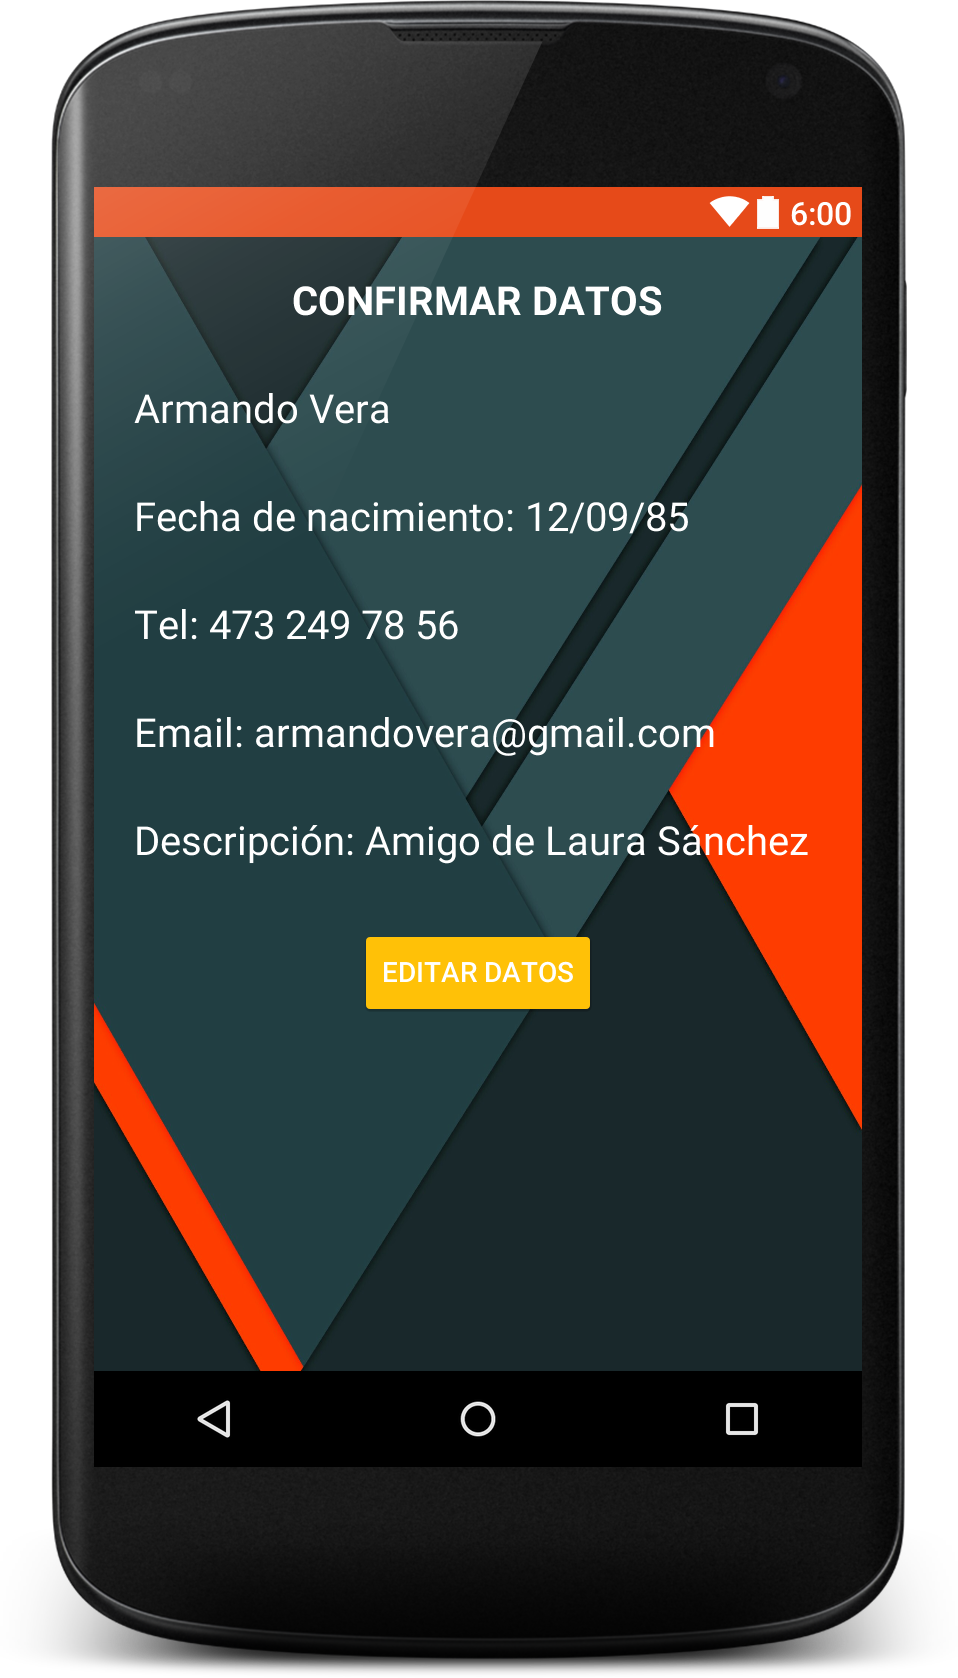 6:00
CONFIRMAR DATOS
Armando Vera
Fecha de nacimiento: 12/09/85
Tel: 473 249 78 56
Email: armandovera@gmail.com
Descripción: Amigo de Laura Sánchez
EDITAR DATOS